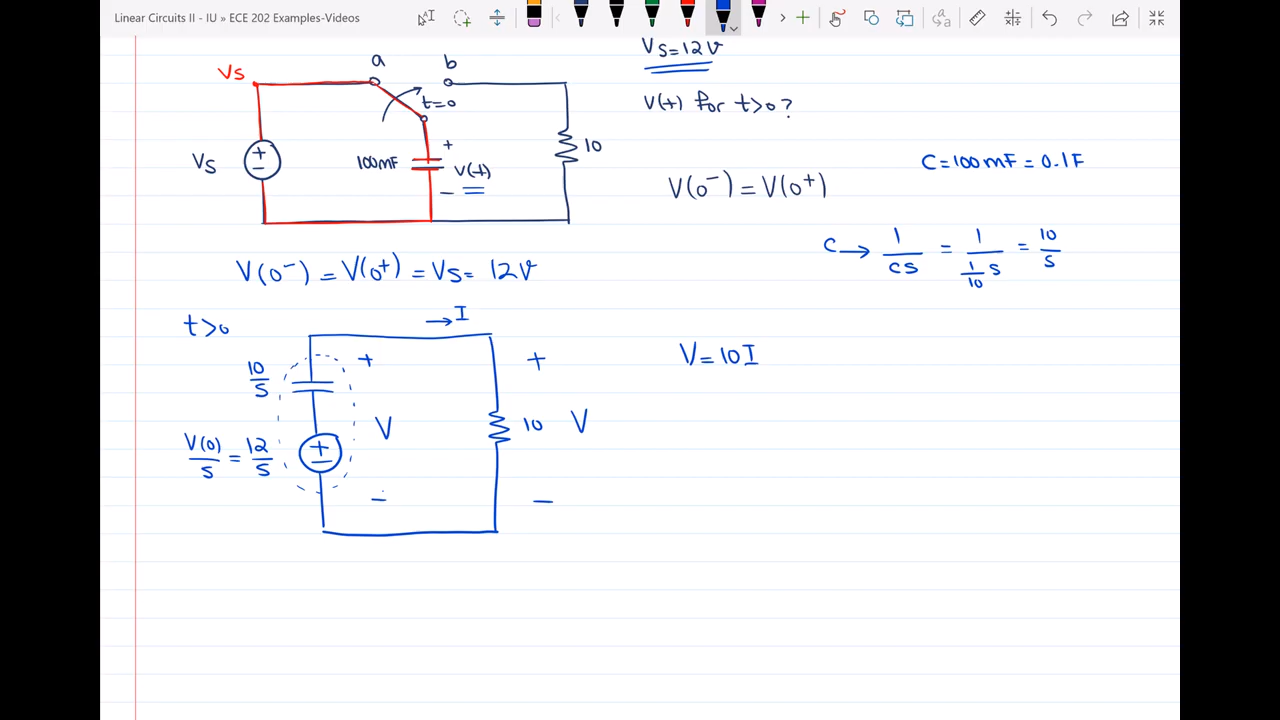 Linear Circuits II - IU » ECE 202 Examples-Videos
Vs=12V
a
b
Vs
t=0
V(t) for t>0?
Vs
+
−
100mF
+
V(t)
−
10
C=100mF=0.1F
V(0⁻)=V(0⁺)
C→ 1/CS = 1/(1/10 S) = 10/S
V(0⁻)=V(0⁺)=Vs=12V
t>0
→I
10/S
+
+
V=10I
V(0)/S = 12/S
+
−
V
10
V
−
−